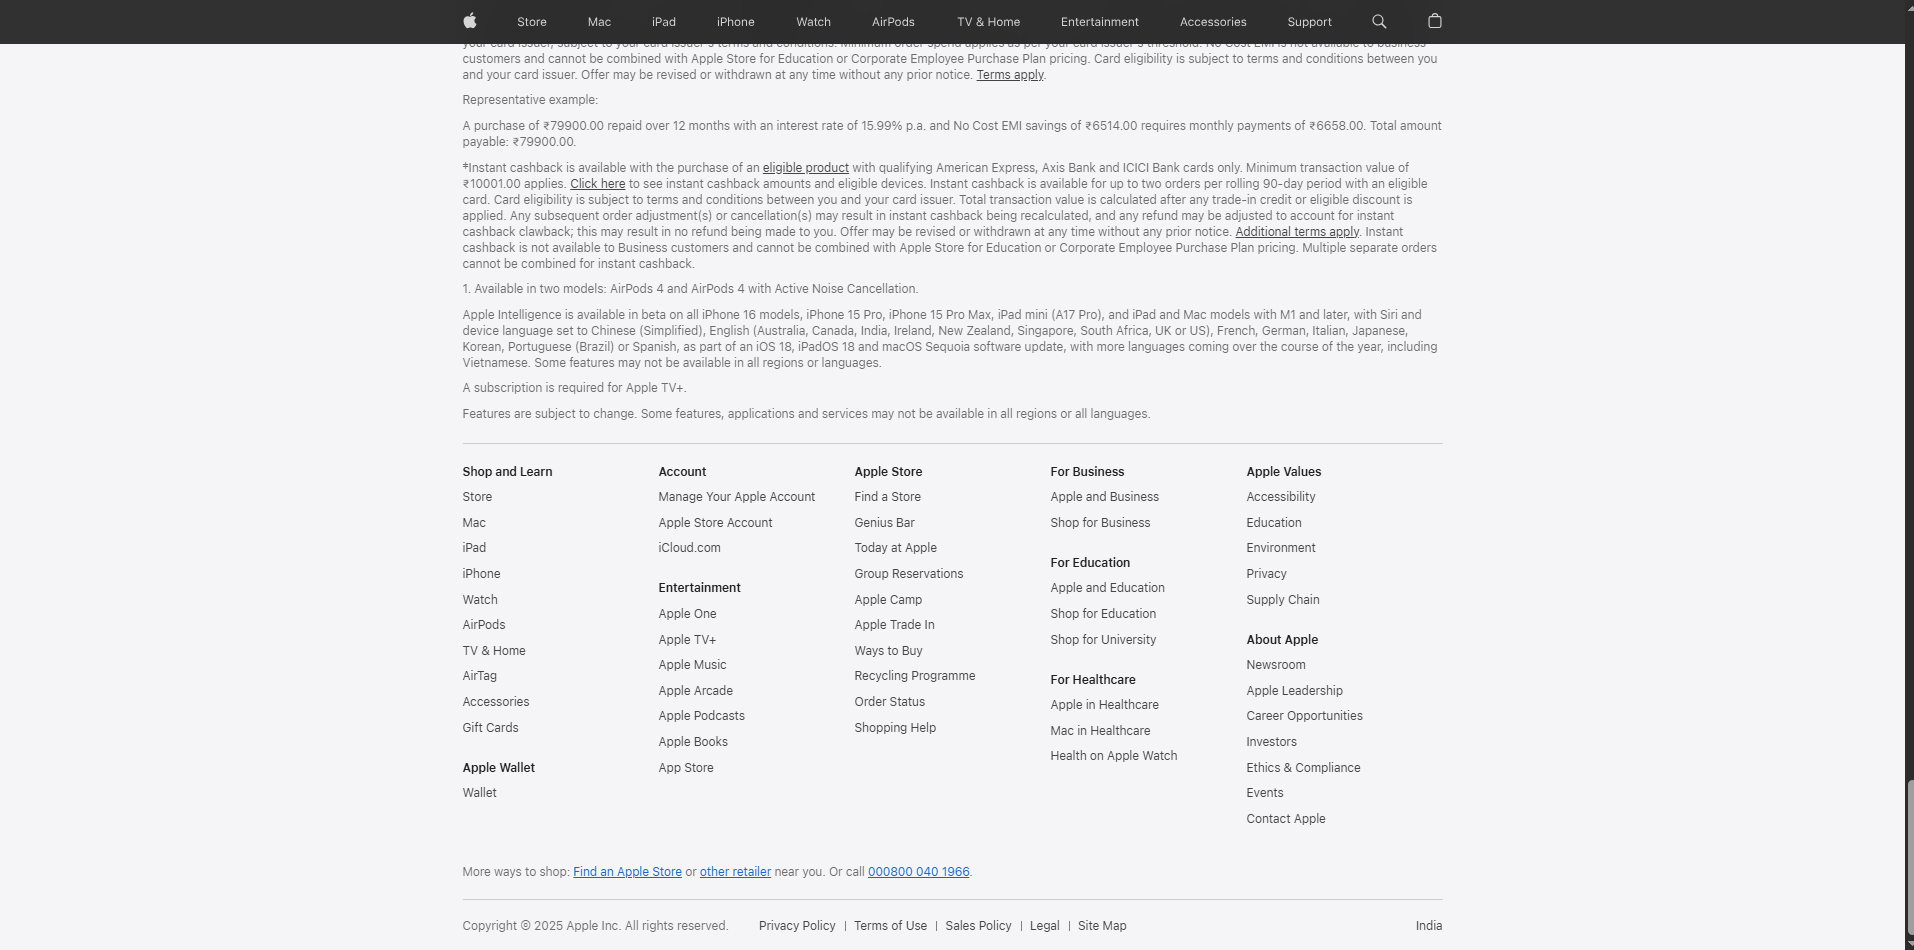 Store Mac iPad iPhone Watch AirPods TV & Home Entertainment Accessories Support
your card issuer, subject to your card issuer's terms and conditions. Minimum order spend applies as per your card issuer's threshold. No Cost EMI is not available to business
customers and cannot be combined with Apple Store for Education or Corporate Employee Purchase Plan pricing. Card eligibility is subject to terms and conditions between you
and your card issuer. Offer may be revised or withdrawn at any time without any prior notice. Terms apply.
Representative example:
A purchase of ₹79900.00 repaid over 12 months with an interest rate of 15.99% p.a. and No Cost EMI savings of ₹6514.00 requires monthly payments of ₹6658.00. Total amount
payable: ₹79900.00.
‡Instant cashback is available with the purchase of an eligible product with qualifying American Express, Axis Bank and ICICI Bank cards only. Minimum transaction value of
₹10001.00 applies. Click here to see instant cashback amounts and eligible devices. Instant cashback is available for up to two orders per rolling 90-day period with an eligible
card. Card eligibility is subject to terms and conditions between you and your card issuer. Total transaction value is calculated after any trade-in credit or eligible discount is
applied. Any subsequent order adjustment(s) or cancellation(s) may result in instant cashback being recalculated, and any refund may be adjusted to account for instant
cashback clawback; this may result in no refund being made to you. Offer may be revised or withdrawn at any time without any prior notice. Additional terms apply. Instant
cashback is not available to Business customers and cannot be combined with Apple Store for Education or Corporate Employee Purchase Plan pricing. Multiple separate orders
cannot be combined for instant cashback.
1. Available in two models: AirPods 4 and AirPods 4 with Active Noise Cancellation.
Apple Intelligence is available in beta on all iPhone 16 models, iPhone 15 Pro, iPhone 15 Pro Max, iPad mini (A17 Pro), and iPad and Mac models with M1 and later, with Siri and
device language set to Chinese (Simplified), English (Australia, Canada, India, Ireland, New Zealand, Singapore, South Africa, UK or US), French, German, Italian, Japanese,
Korean, Portuguese (Brazil) or Spanish, as part of an iOS 18, iPadOS 18 and macOS Sequoia software update, with more languages coming over the course of the year, including
Vietnamese. Some features may not be available in all regions or languages.
A subscription is required for Apple TV+.
Features are subject to change. Some features, applications and services may not be available in all regions or all languages.
Shop and Learn
Store
Mac
iPad
iPhone
Watch
AirPods
TV & Home
AirTag
Accessories
Gift Cards
Apple Wallet
Wallet
Account
Manage Your Apple Account
Apple Store Account
iCloud.com
Entertainment
Apple One
Apple TV+
Apple Music
Apple Arcade
Apple Podcasts
Apple Books
App Store
Apple Store
Find a Store
Genius Bar
Today at Apple
Group Reservations
Apple Camp
Apple Trade In
Ways to Buy
Recycling Programme
Order Status
Shopping Help
For Business
Apple and Business
Shop for Business
For Education
Apple and Education
Shop for Education
Shop for University
For Healthcare
Apple in Healthcare
Mac in Healthcare
Health on Apple Watch
Apple Values
Accessibility
Education
Environment
Privacy
Supply Chain
About Apple
Newsroom
Apple Leadership
Career Opportunities
Investors
Ethics & Compliance
Events
Contact Apple
More ways to shop: Find an Apple Store or other retailer near you. Or call 000800 040 1966.
Copyright © 2025 Apple Inc. All rights reserved. Privacy Policy | Terms of Use | Sales Policy | Legal | Site Map India